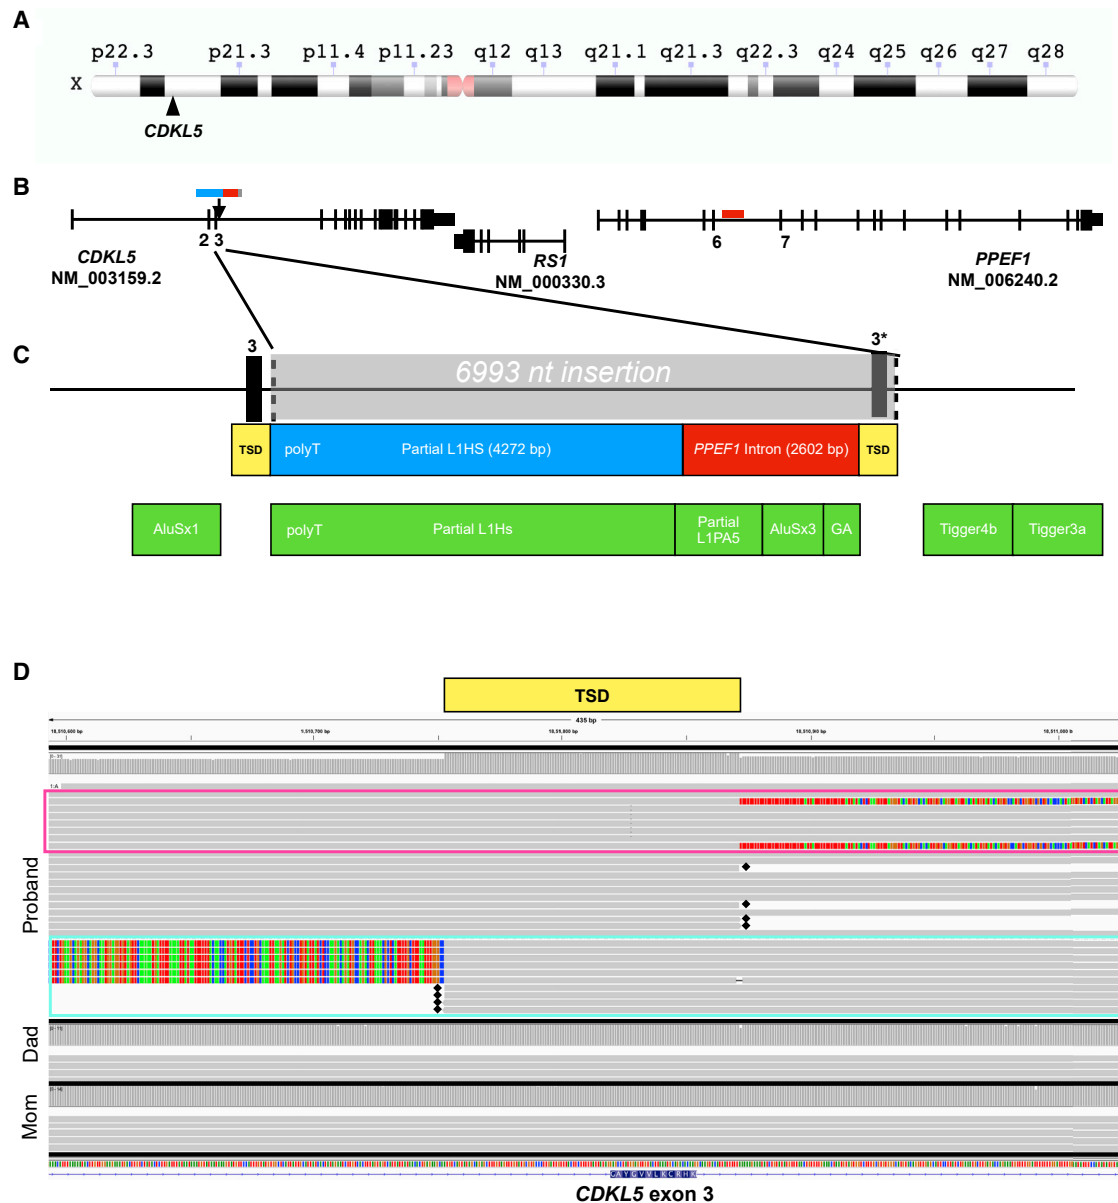 A
p22.3 p21.3 p11.4 p11.23 q12 q13 q21.1 q21.3 q22.3 q24 q25 q26 q27 q28
X
CDKL5
B
2 3
6
7
CDKL5
NM_003159.2
RS1
NM_000330.3
PPEF1
NM_006240.2
C
3
3*
6993 nt insertion
TSD
polyT
Partial L1HS (4272 bp)
PPEF1 Intron (2602 bp)
TSD
AluSx1
polyT
Partial L1Hs
Partial
L1PA5
AluSx3
GA
Tigger4b
Tigger3a
D
TSD
435 bp
Proband
Dad
Mom
GAYGVVLKCRHK
CDKL5 exon 3